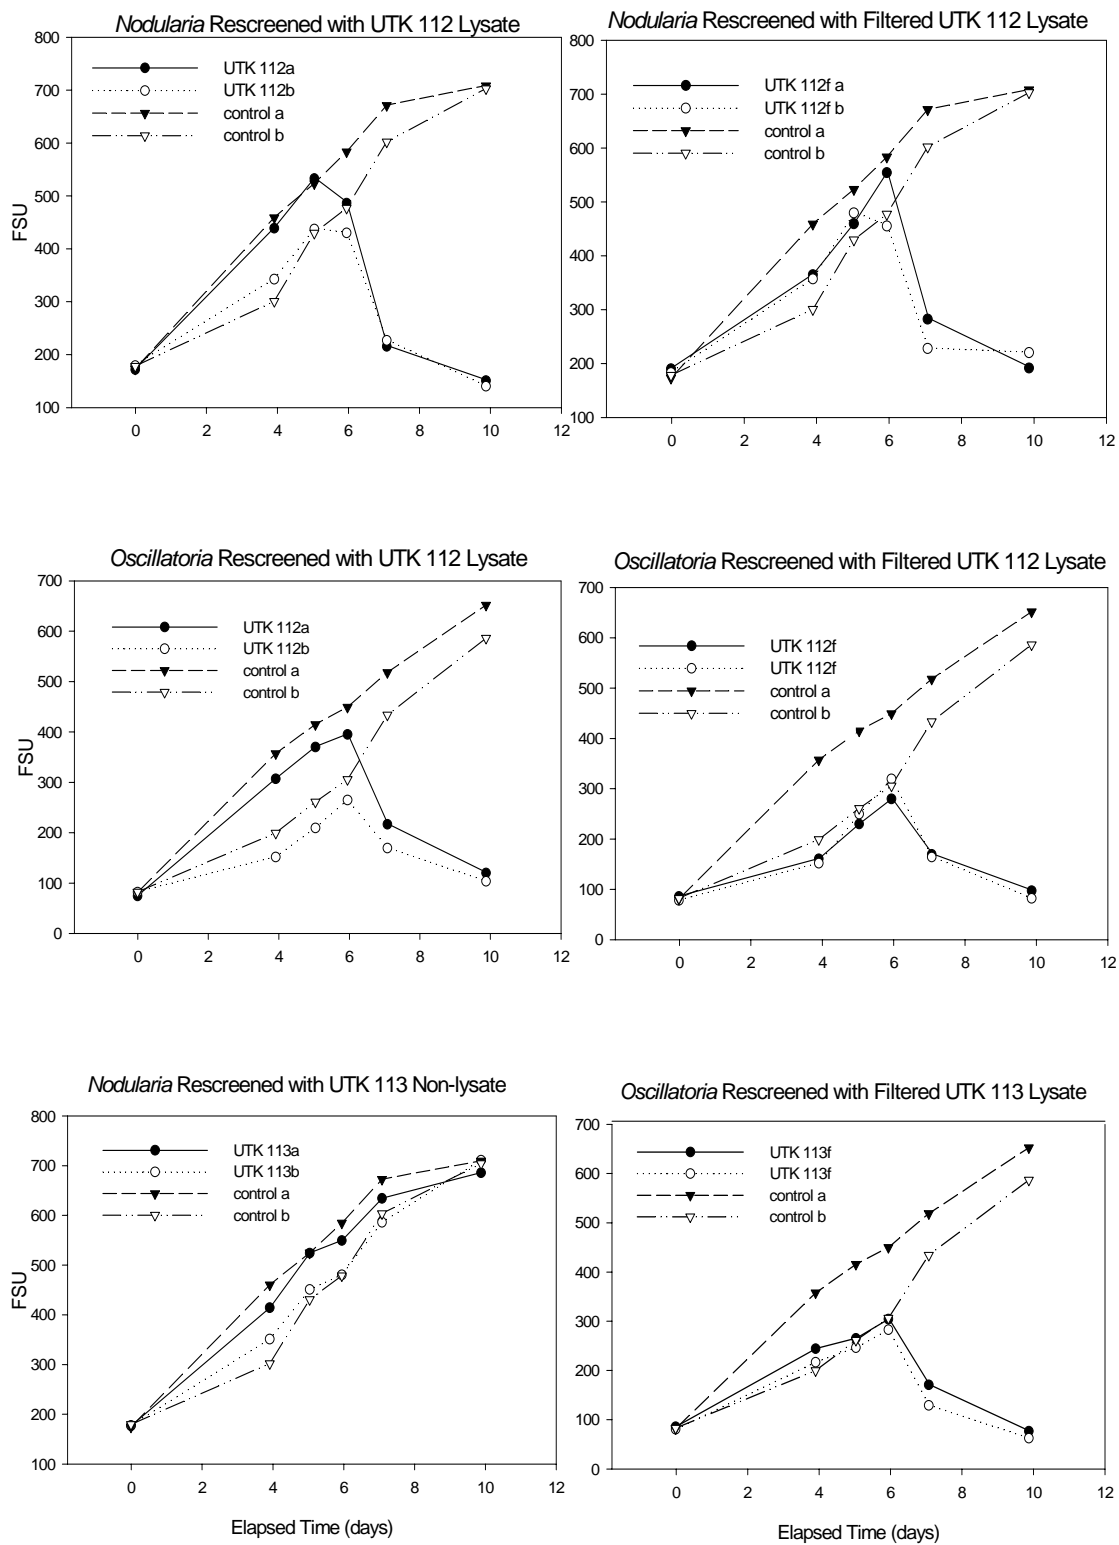 Nodularia Rescreened with UTK 112 Lysate
800
700
600
500
400
300
200
100
FSU
UTK 112a
UTK 112b
control a
control b
0 2 4 6 8 10 12
Nodularia Rescreened with Filtered UTK 112 Lysate
800
700
600
500
400
300
200
100
UTK 112f a
UTK 112f b
control a
control b
0 2 4 6 8 10 12
Oscillatoria Rescreened with UTK 112 Lysate
700
600
500
400
300
200
100
0
FSU
UTK 112a
UTK 112b
control a
control b
0 2 4 6 8 10 12
Oscillatoria Rescreened with Filtered UTK 112 Lysate
700
600
500
400
300
200
100
0
UTK 112f
UTK 112f
control a
control b
0 2 4 6 8 10 12
Nodularia Rescreened with UTK 113 Non-lysate
800
700
600
500
400
300
200
100
FSU
UTK 113a
UTK 113b
control a
control b
0 2 4 6 8 10 12
Elapsed Time (days)
Oscillatoria Rescreened with Filtered UTK 113 Lysate
700
600
500
400
300
200
100
0
UTK 113f
UTK 113f
control a
control b
0 2 4 6 8 10 12
Elapsed Time (days)